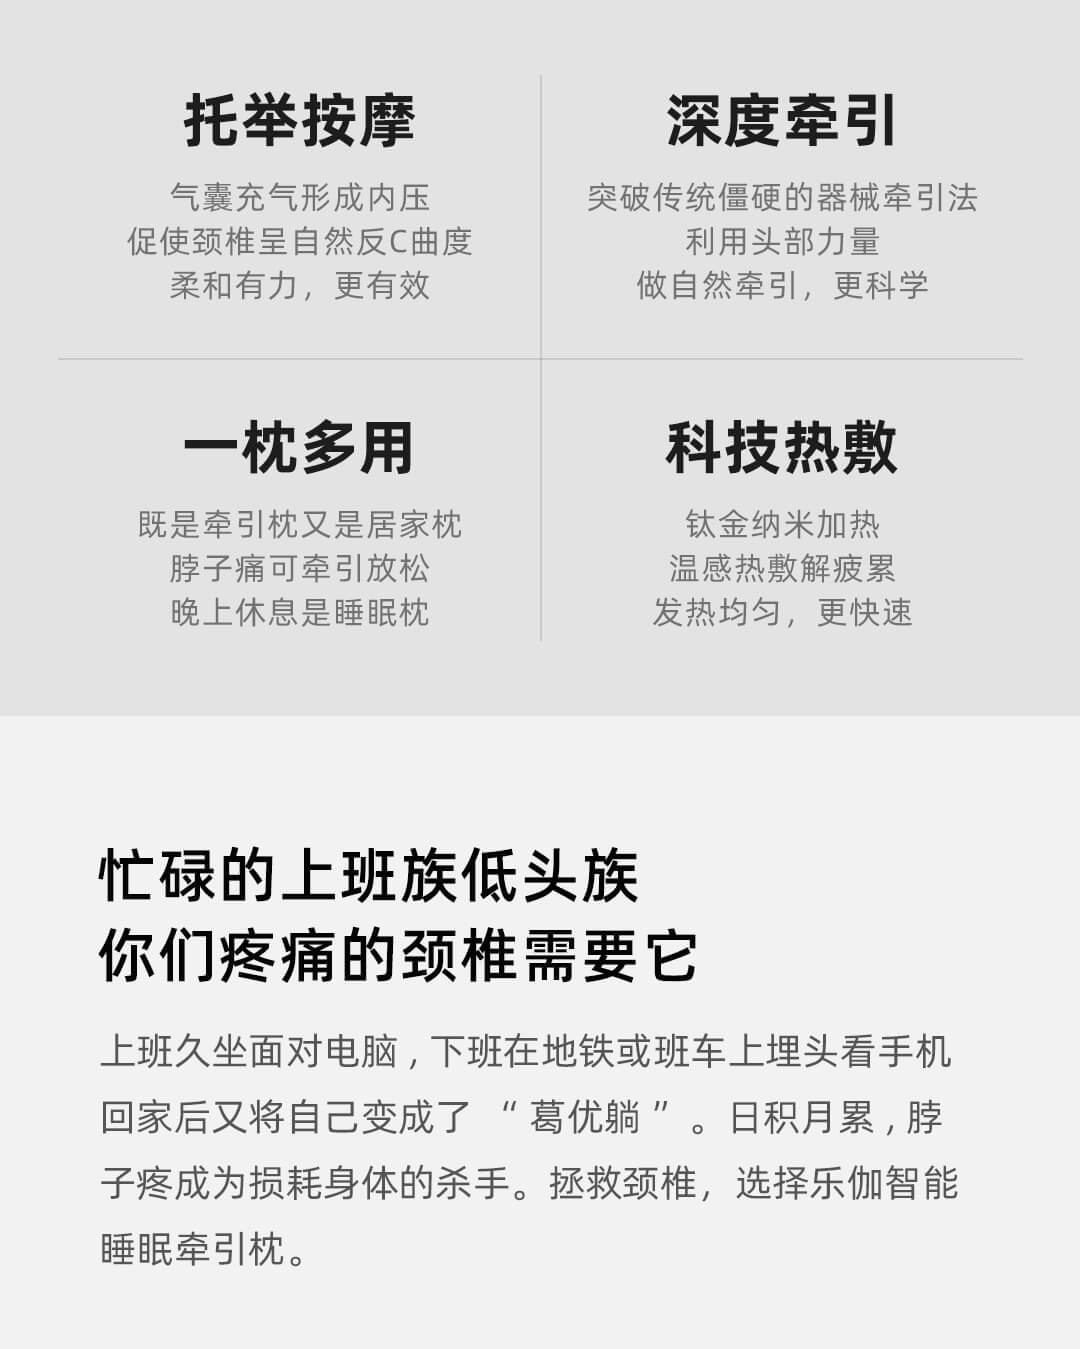 托举按摩
气囊充气形成内压
促使颈椎呈自然反C曲度
柔和有力，更有效
深度牵引
突破传统僵硬的器械牵引法
利用头部力量
做自然牵引，更科学
一枕多用
既是牵引枕又是居家枕
脖子痛可牵引放松
晚上休息是睡眠枕
科技热敷
钛金纳米加热
温感热敷解疲累
发热均匀，更快速
忙碌的上班族低头族
你们疼痛的颈椎需要它
上班久坐面对电脑，下班在地铁或班车上埋头看手机
回家后又将自己变成了“葛优躺”。日积月累，脖
子疼成为损耗身体的杀手。拯救颈椎，选择乐伽智能
睡眠牵引枕。